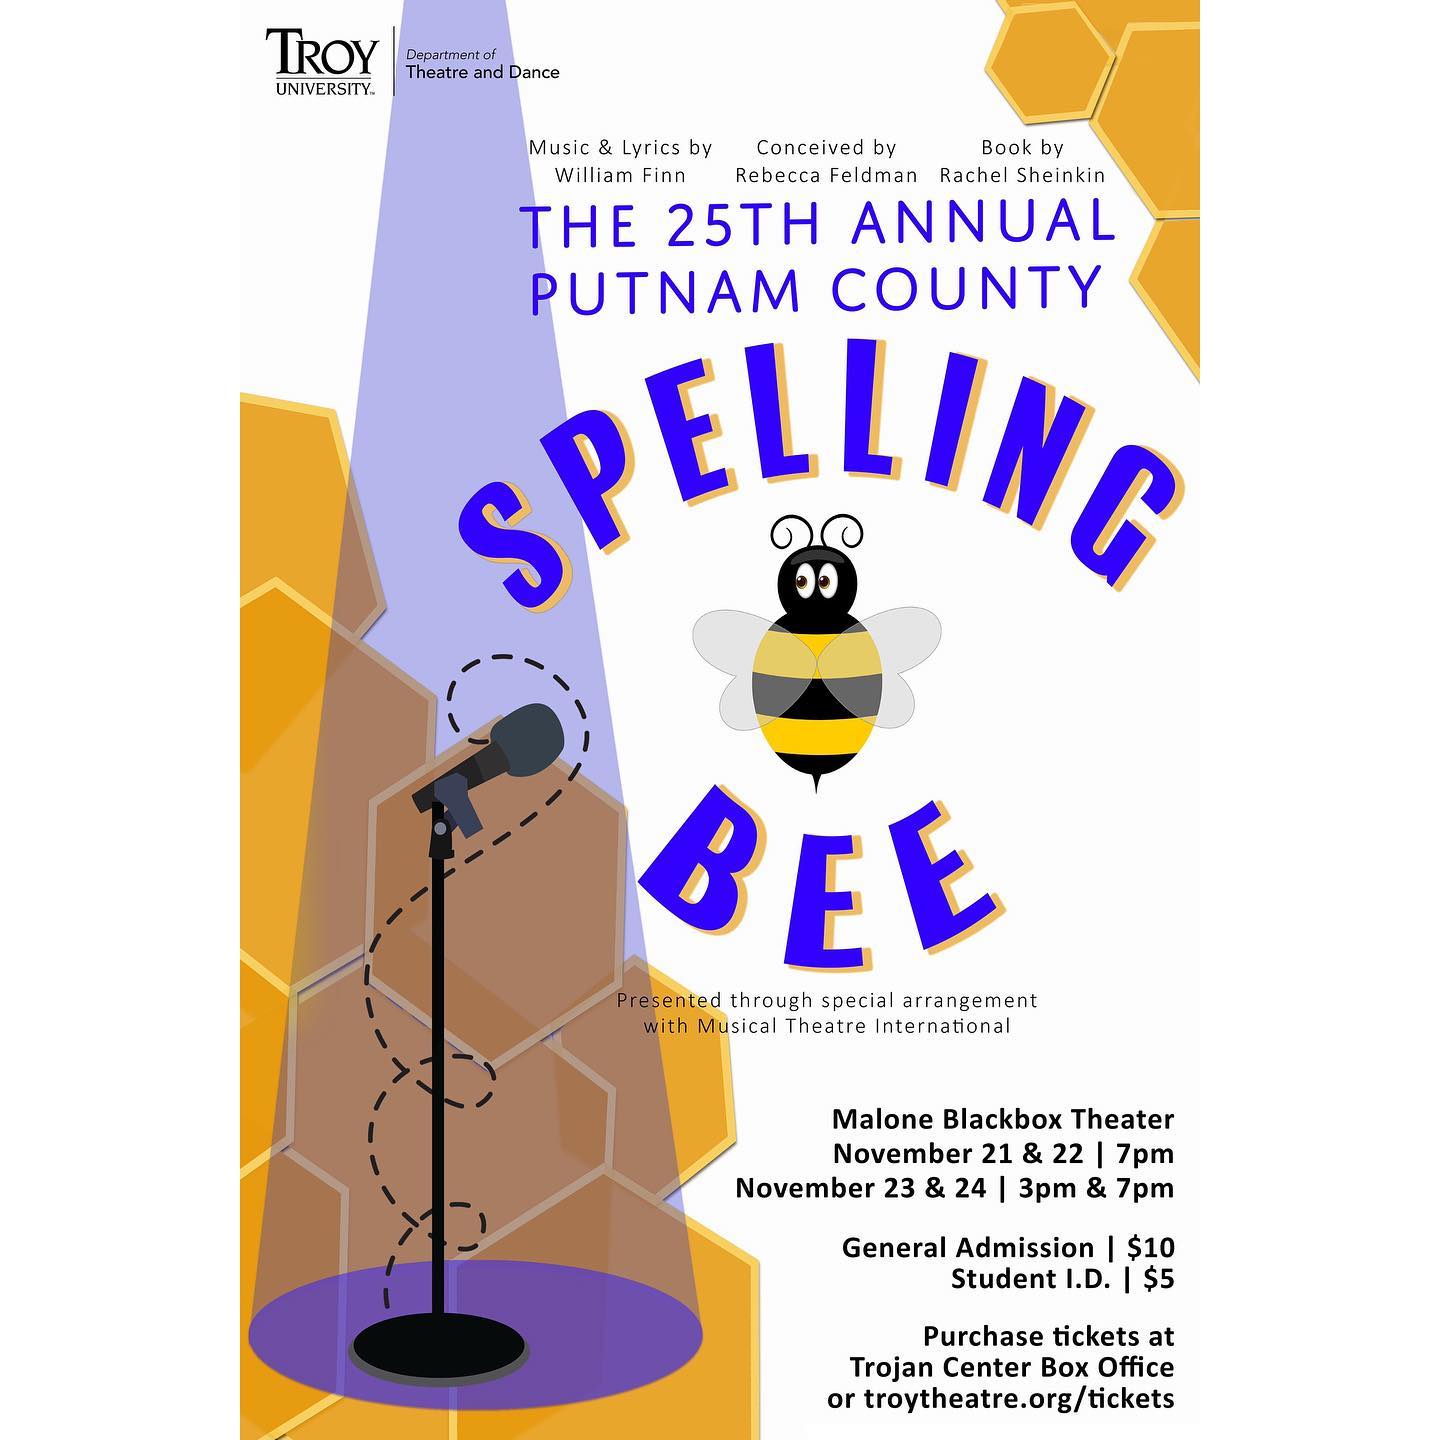 TROY
UNIVERSITY™
Department of
Theatre and Dance
Music & Lyrics by
William Finn
Conceived by
Rebecca Feldman
Book by
Rachel Sheinkin
THE 25TH ANNUAL
PUTNAM COUNTY
SPELLING
BEE
Presented through special arrangement
with Musical Theatre International
Malone Blackbox Theater
November 21 & 22 | 7pm
November 23 & 24 | 3pm & 7pm
General Admission | $10
Student I.D. | $5
Purchase tickets at
Trojan Center Box Office
or troytheatre.org/tickets